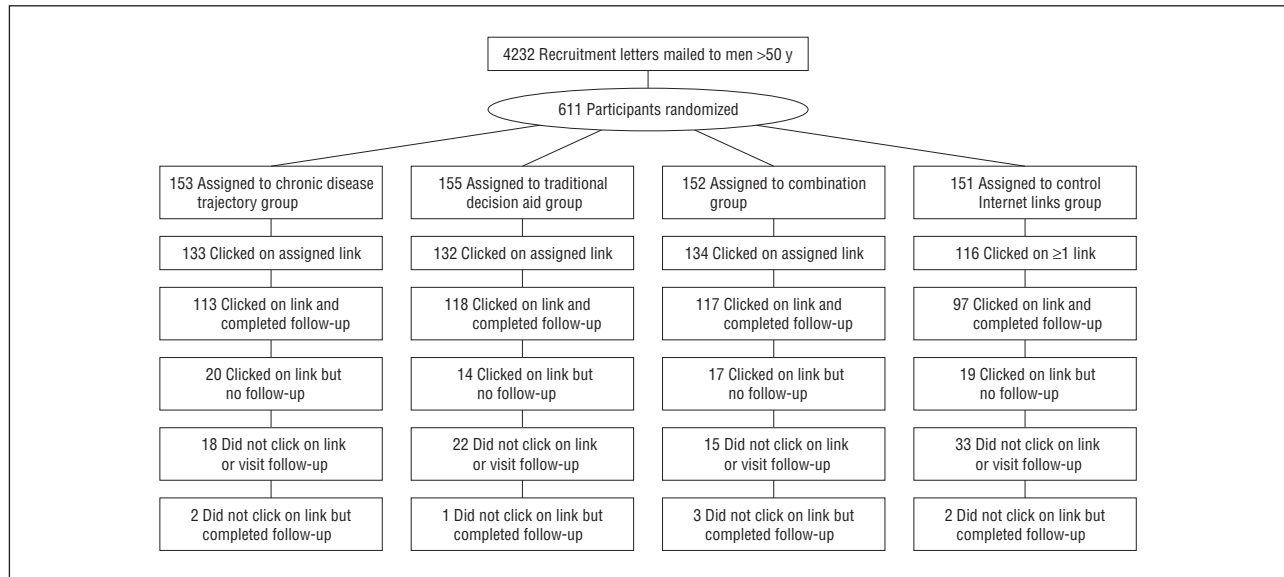 4232 Recruitment letters mailed to men >50 y
611 Participants randomized
153 Assigned to chronic disease
trajectory group
133 Clicked on assigned link
113 Clicked on link and
completed follow-up
20 Clicked on link but
no follow-up
18 Did not click on link
or visit follow-up
2 Did not click on link but
completed follow-up
155 Assigned to traditional
decision aid group
132 Clicked on assigned link
118 Clicked on link and
completed follow-up
14 Clicked on link but
no follow-up
22 Did not click on link
or visit follow-up
1 Did not click on link but
completed follow-up
152 Assigned to combination
group
134 Clicked on assigned link
117 Clicked on link and
completed follow-up
17 Clicked on link but
no follow-up
15 Did not click on link
or visit follow-up
3 Did not click on link but
completed follow-up
151 Assigned to control
Internet links group
116 Clicked on ≥1 link
97 Clicked on link and
completed follow-up
19 Clicked on link but
no follow-up
33 Did not click on link
or visit follow-up
2 Did not click on link but
completed follow-up